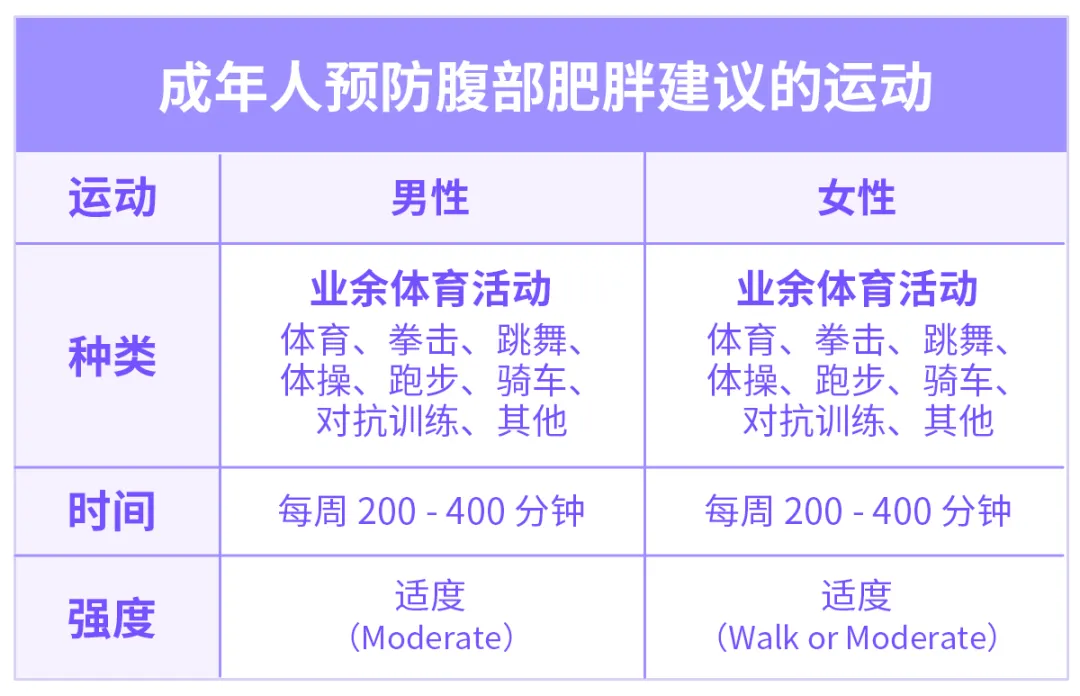 成年人预防腹部肥胖建议的运动
运动
男性
女性
种类
业余体育活动
体育、拳击、跳舞、
体操、跑步、骑车、
对抗训练、其他
业余体育活动
体育、拳击、跳舞、
体操、跑步、骑车、
对抗训练、其他
时间
每周 200 - 400 分钟
每周 200 - 400 分钟
强度
适度
（Moderate）
适度
（Walk or Moderate）